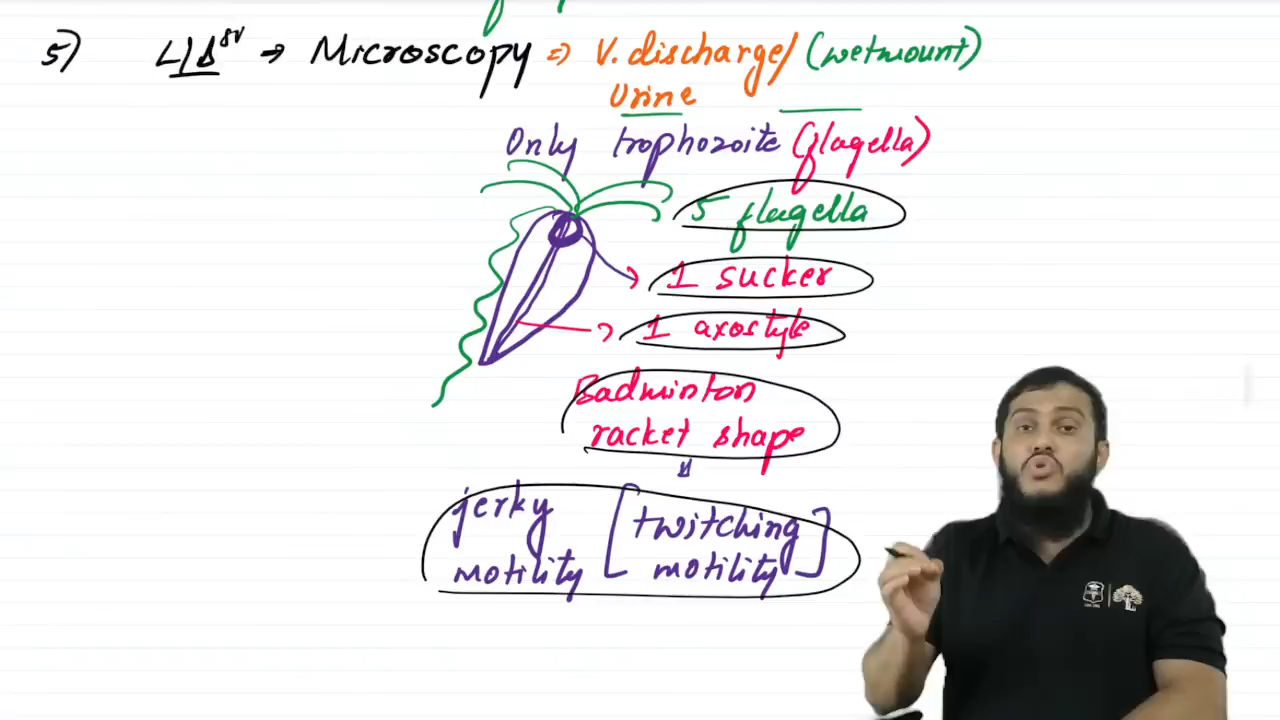 5) L/Δsis → Microscopy ⇒ V. discharge/ (wetmount)
Urine
Only trophozoite (flagella)
5 flagella
1 sucker
1 axostyle
Badminton
racket shape
jerky [twitching
motility motility]